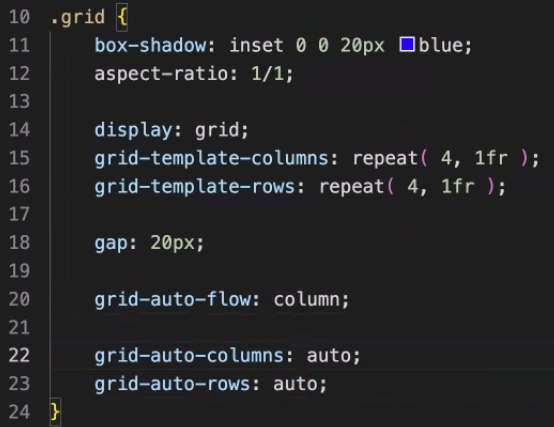 10 .grid {
11 box-shadow: inset 0 0 20px blue;
12 aspect-ratio: 1/1;
13
14 display: grid;
15 grid-template-columns: repeat( 4, 1fr );
16 grid-template-rows: repeat( 4, 1fr );
17
18 gap: 20px;
19
20 grid-auto-flow: column;
21
22 grid-auto-columns: auto;
23 grid-auto-rows: auto;
24 }